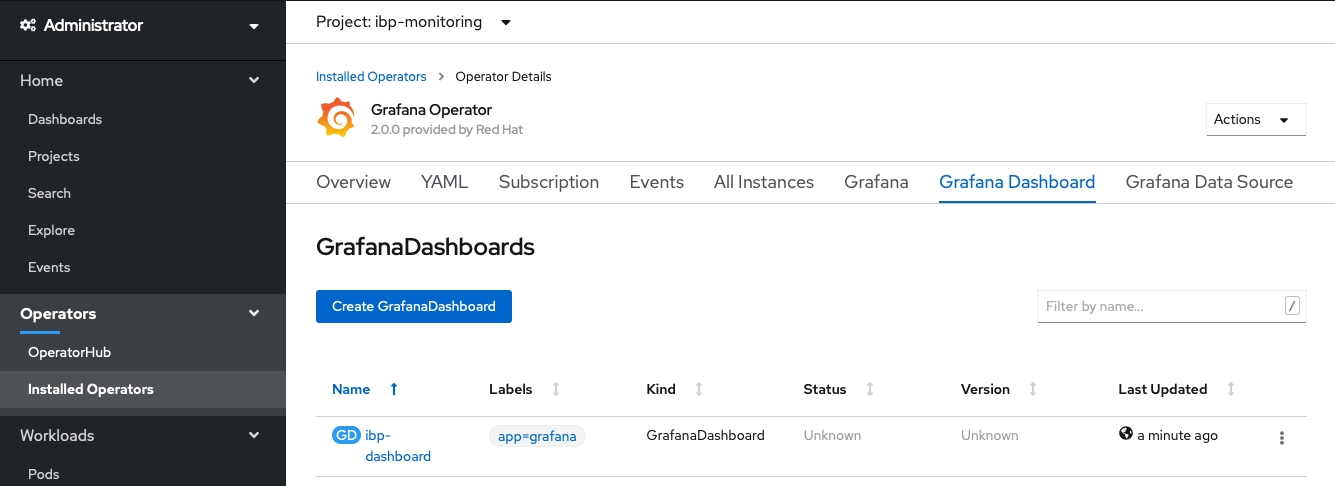 Administrator
Home
Dashboards
Projects
Search
Explore
Events
Operators
OperatorHub
Installed Operators
Workloads
Pods
Project: ibp-monitoring
Installed Operators > Operator Details
Grafana Operator
2.0.0 provided by Red Hat
Actions
Overview YAML Subscription Events All Instances Grafana Grafana Dashboard Grafana Data Source
GrafanaDashboards
Create GrafanaDashboard
Filter by name... /
Name Labels Kind Status Version Last Updated
GD ibp- app=grafana GrafanaDashboard Unknown Unknown a minute ago
dashboard